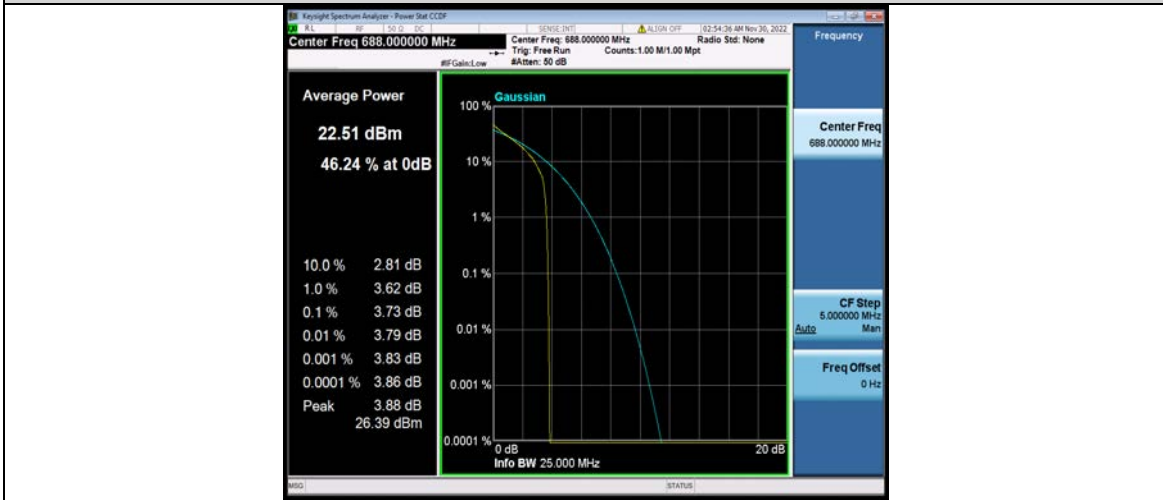 Keysight Spectrum Analyzer - Power Stat CCDF
RL RF 50 Ω DC SENSE:INT ALIGN OFF 02:54:36 AM Nov 30, 2022
Center Freq 688.000000 MHz
Center Freq: 688.000000 MHz Radio Std: None
Trig: Free Run Counts:1.00 M/1.00 Mpt
#IFGain:Low #Atten: 50 dB
Frequency
Average Power
22.51 dBm
46.24 % at 0dB
10.0 % 2.81 dB
1.0 % 3.62 dB
0.1 % 3.73 dB
0.01 % 3.79 dB
0.001 % 3.83 dB
0.0001 % 3.86 dB
Peak 3.88 dB
26.39 dBm
Gaussian
100 %
10 %
1 %
0.1 %
0.01 %
0.001 %
0.0001 %
0 dB 20 dB
Info BW 25.000 MHz
Center Freq
688.000000 MHz
CF Step
5.000000 MHz
Auto Man
Freq Offset
0 Hz
MSG STATUS